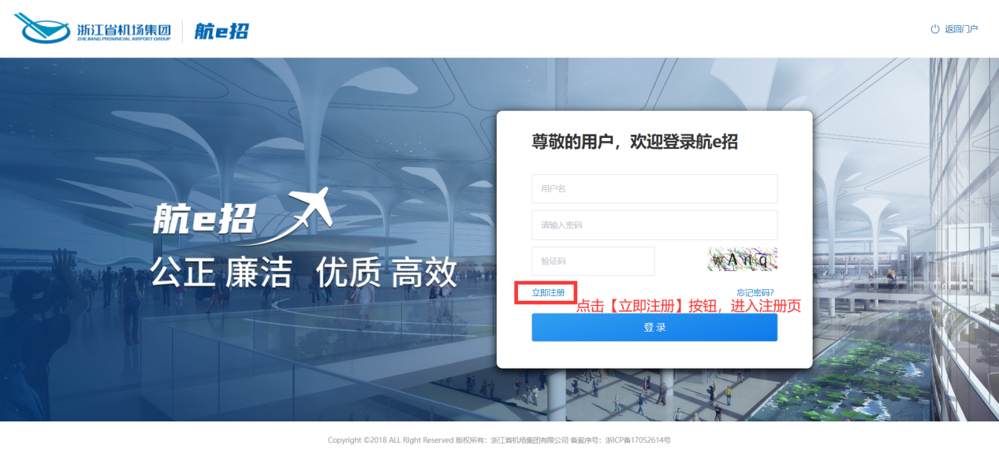 浙江省机场集团
ZHEJIANG PROVINCIAL AIRPORT GROUP
航e招
返回门户
尊敬的用户，欢迎登录航e招
用户名
请输入密码
验证码
wAnq
立即注册
忘记密码?
点击【立即注册】按钮，进入注册页
登 录
航e招
公正 廉洁 优质 高效
Copyright ©2018 ALL Right Reserved 版权所有：浙江省机场集团有限公司 备案序号：浙ICP备17052614号